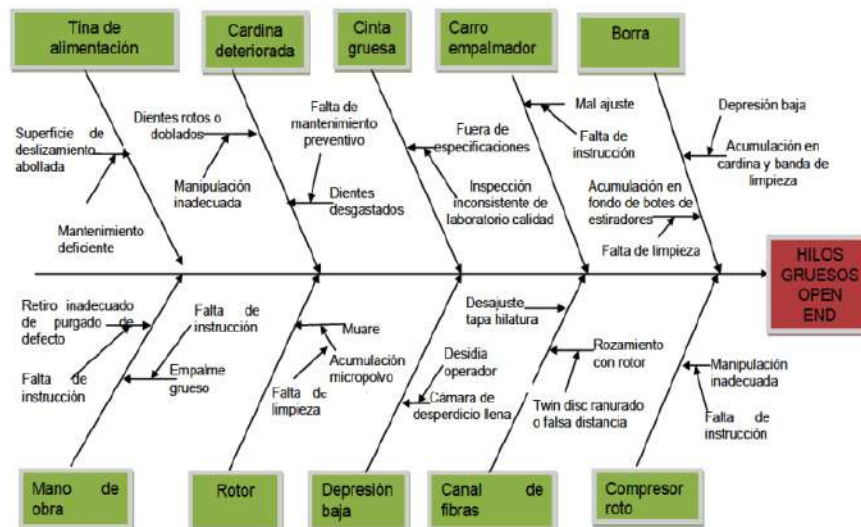 Tina de
alimentación
Cardina
deteriorada
Cinta
gruesa
Carro
empalmador
Borra
Superficie de
deslizamiento
abollada
Mantenimiento
deficiente
Dientes rotos o
doblados
Manipulación
inadecuada
Falta de
mantenimiento
preventivo
Dientes
desgastados
Fuera de
especificaciones
Inspección
inconsistente de
laboratorio calidad
Mal ajuste
Falta de
instrucción
Acumulación en
fondo de botes de
estiradores
Falta de limpieza
Depresión baja
Acumulación en
cardina y banda de
limpieza
HILOS
GRUESOS
OPEN
END
Retiro inadecuado
de purgado de
defecto
Falta de
instrucción
Falta de
instrucción
Empalme
grueso
Muare
Acumulación
micropolvo
Falta de
limpieza
Desidia
operador
Cámara de
desperdicio llena
Desajuste
tapa hilatura
Rozamiento
con rotor
Twin disc ranurado
o falsa distancia
Manipulación
inadecuada
Falta de
instrucción
Mano de
obra
Rotor
Depresión
baja
Canal de
fibras
Compresor
roto